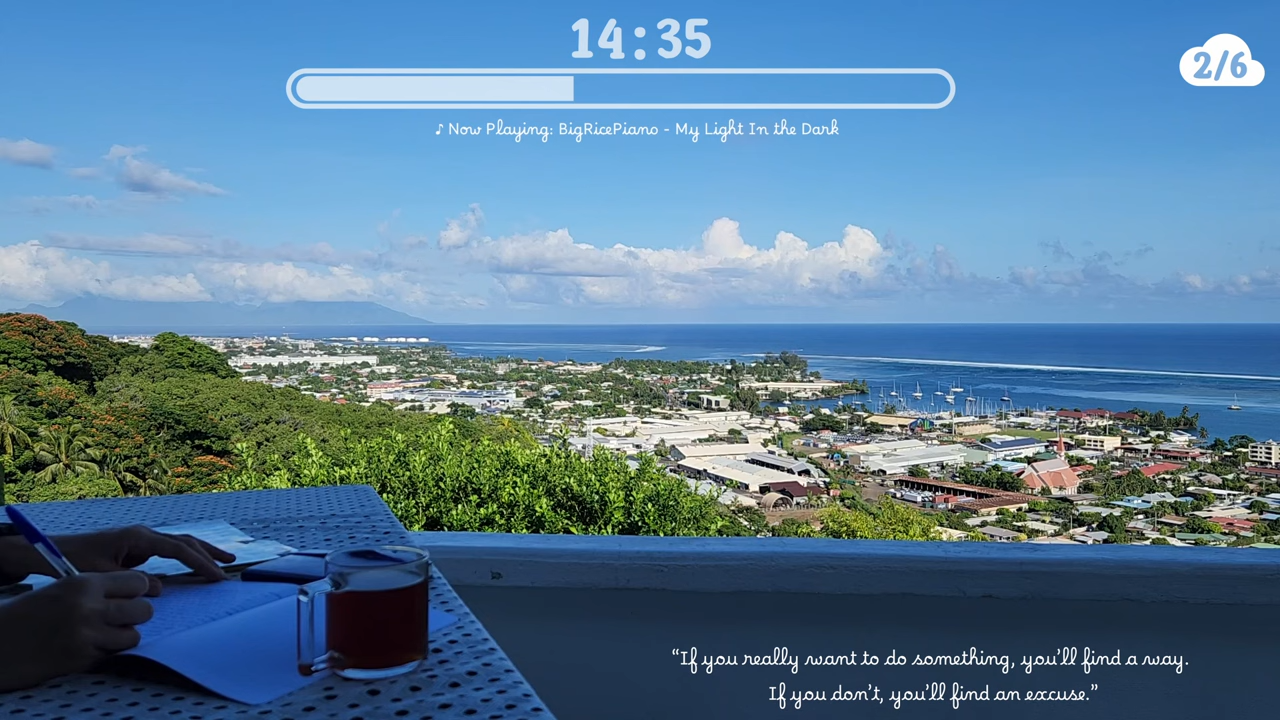 14:35
2/6
♪ Now Playing: BigRicePiano - My Light In the Dark
“If you really want to do something, you’ll find a way.
If you don’t, you’ll find an excuse.”